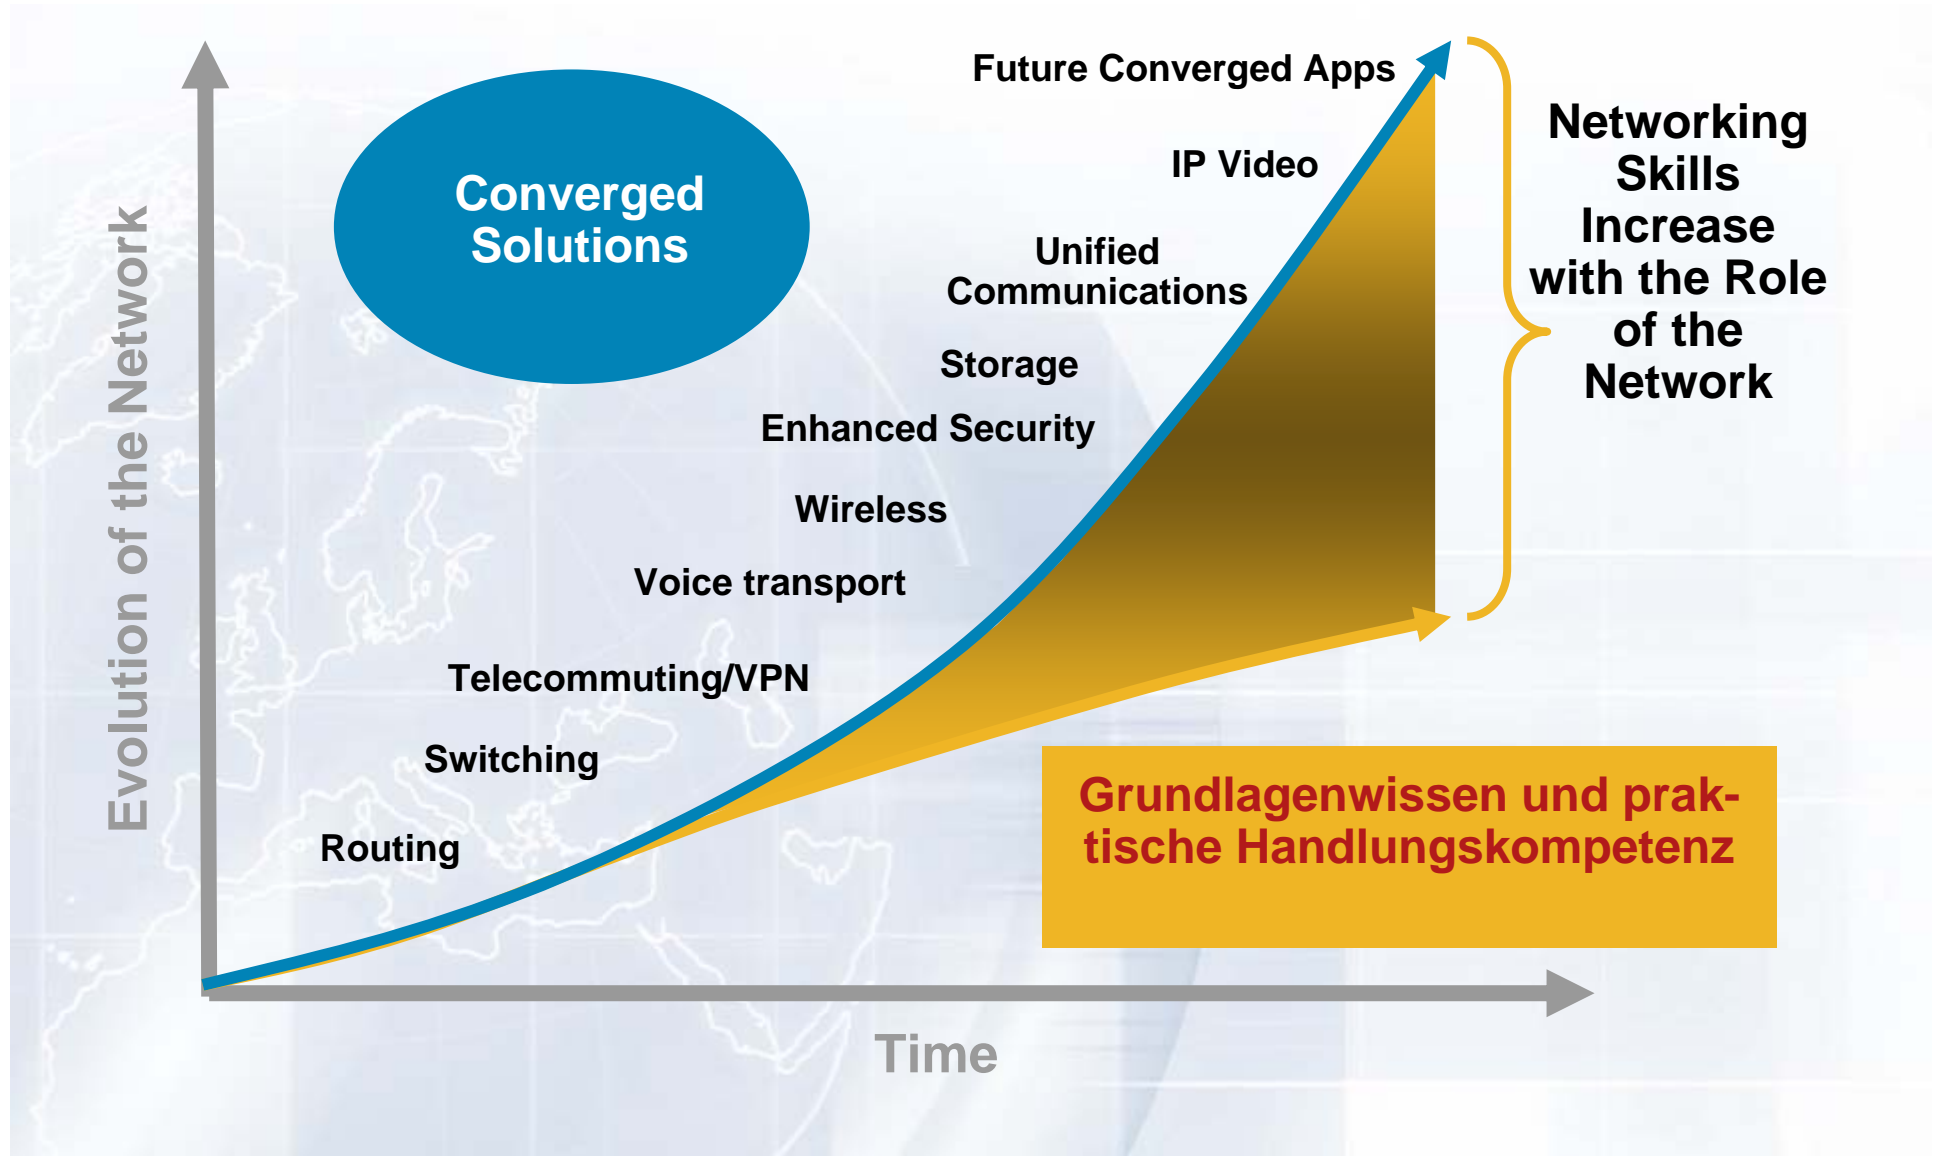 Future Converged Apps
IP Video
Unified
Communications
Storage
Enhanced Security
Wireless
Voice transport
Telecommuting/VPN
Switching
Routing
Converged
Solutions
Networking
Skills
Increase
with the Role
of the
Network
Grundlagenwissen und prak-
tische Handlungskompetenz
Evolution of the Network
Time